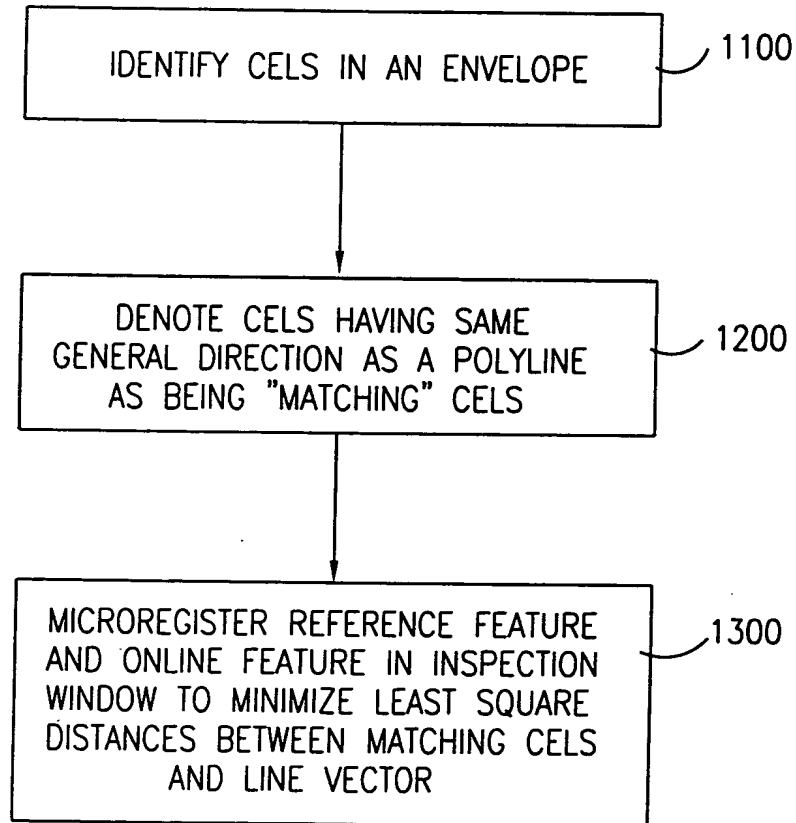 IDENTIFY CELS IN AN ENVELOPE
1100
DENOTE CELS HAVING SAME
GENERAL DIRECTION AS A POLYLINE
AS BEING "MATCHING" CELS
1200
MICROREGISTER REFERENCE FEATURE
AND ONLINE FEATURE IN INSPECTION
WINDOW TO MINIMIZE LEAST SQUARE
DISTANCES BETWEEN MATCHING CELS
AND LINE VECTOR.
1300